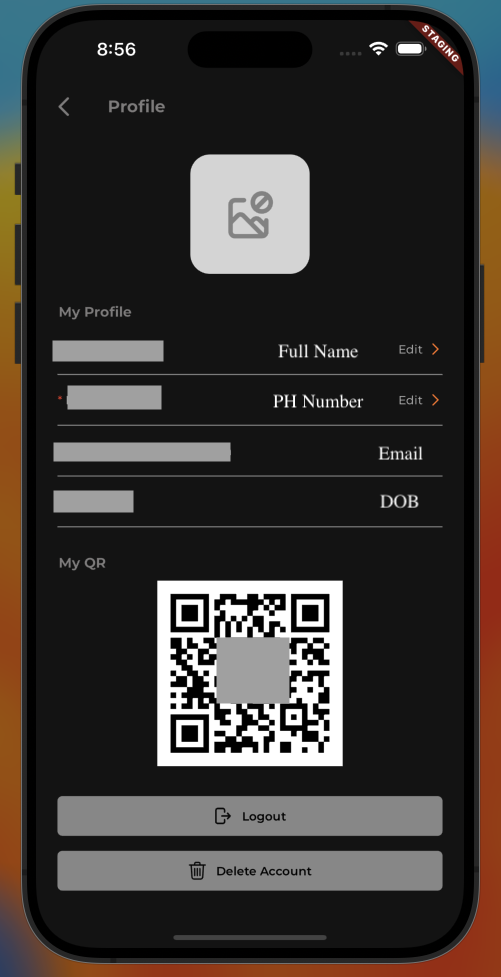 8:56
STAGING
Profile
My Profile
Full Name Edit
* PH Number Edit
Email
DOB
My QR
Logout
Delete Account